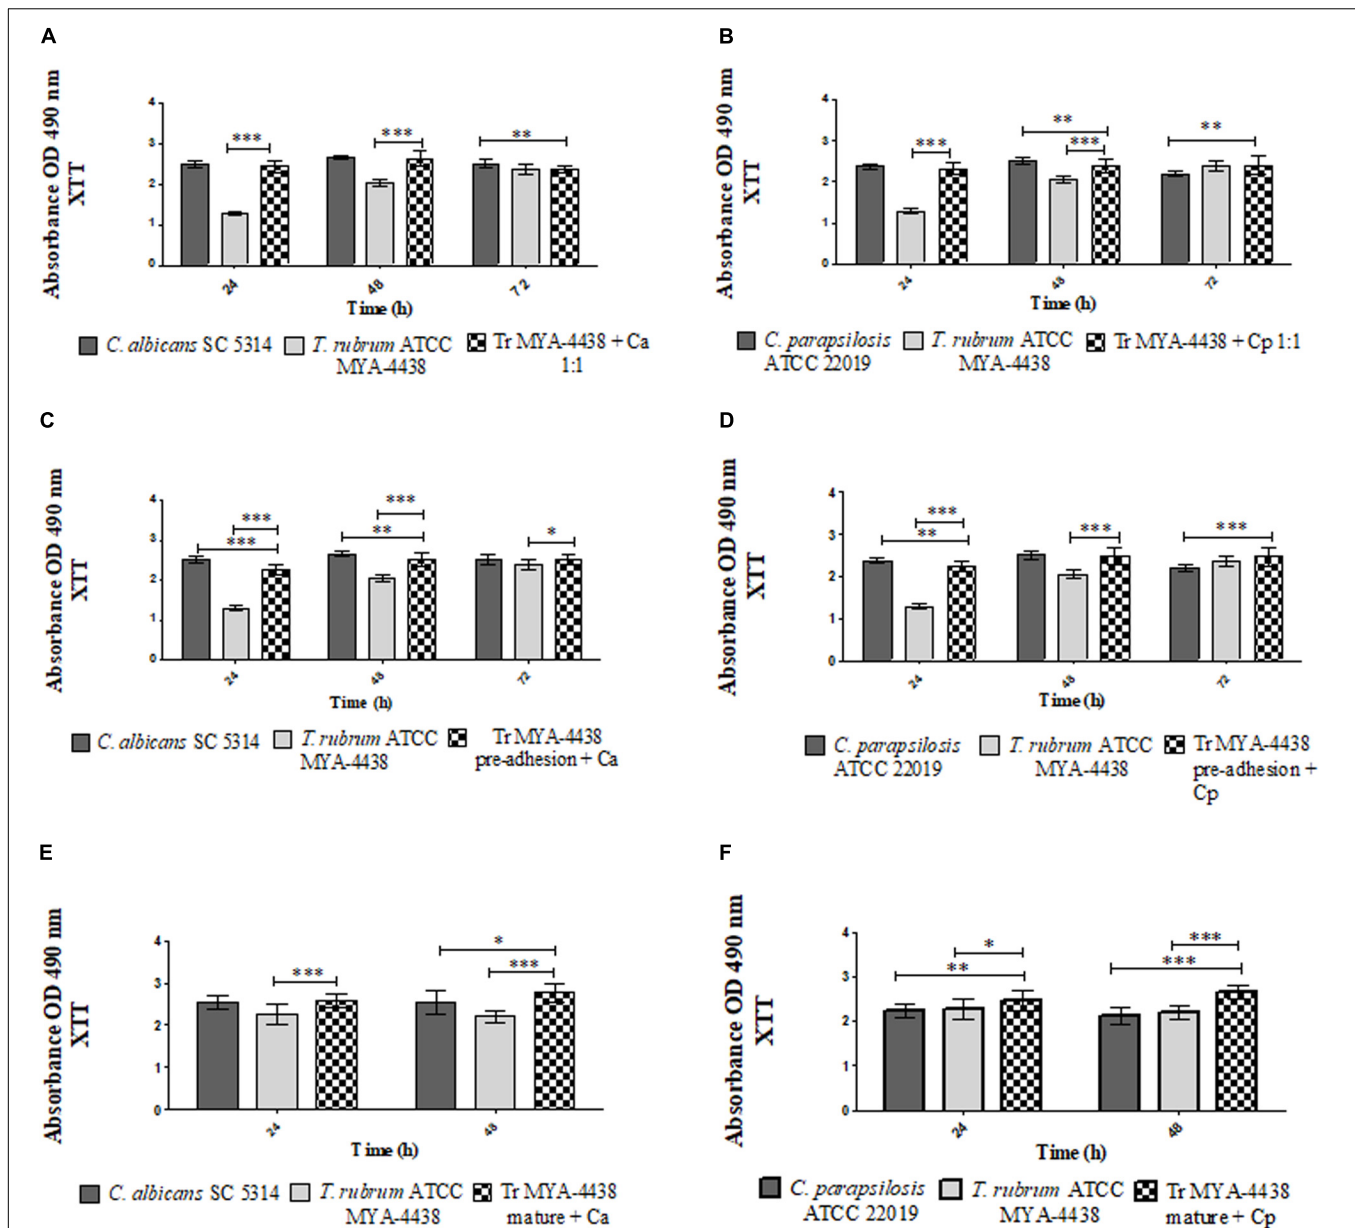 A
Absorbance OD 490 nm
XTT
4
3
2
1
0
***
***
**
24
48
72
Time (h)
C. albicans SC 5314
T. rubrum ATCC
MYA-4438
Tr MYA-4438 + Ca
1:1
B
Absorbance OD 490 nm
XTT
4
3
2
1
0
***
**
***
**
24
48
72
Time (h)
C. parapsilosis
ATCC 22019
T. rubrum ATCC
MYA-4438
Tr MYA-4438 + Cp 1:1
C
Absorbance OD 490 nm
XTT
4
3
2
1
0
***
***
***
**
*
24
48
72
Time (h)
C. albicans SC 5314
T. rubrum ATCC
MYA-4438
Tr MYA-4438
pre-adhesion + Ca
D
Absorbance OD 490 nm
XTT
4
3
2
1
0
***
**
***
***
24
48
72
Time (h)
C. parapsilosis
ATCC 22019
T. rubrum ATCC
MYA-4438
Tr MYA-4438
pre-adhesion +
Cp
E
Absorbance OD 490 nm
XTT
4
3
2
1
0
***
*
***
24
48
Time (h)
C. albicans SC 5314
T. rubrum ATCC
MYA-4438
Tr MYA-4438
mature + Ca
F
Absorbance OD 490 nm
XTT
4
3
2
1
0
*
**
***
***
24
48
Time (h)
C. parapsilosis
ATCC 22019
T. rubrum ATCC
MYA-4438
Tr MYA-4438
mature + Cp